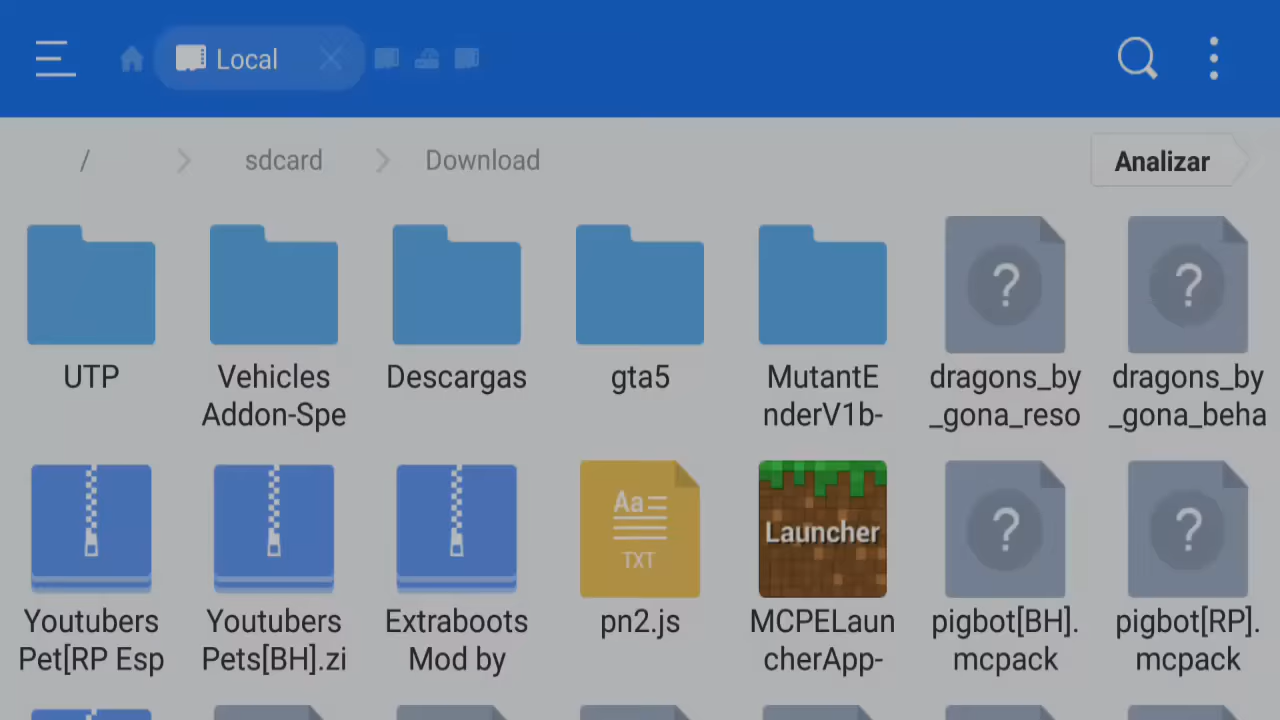 Local
/ sdcard Download
Analizar
UTP
Vehicles
Addon-Spe
Descargas
gta5
MutantE
nderV1b-
dragons_by
_gona_reso
dragons_by
_gona_beha
Youtubers
Pet[RP Esp
Youtubers
Pets[BH].zi
Extraboots
Mod by
Aa
TXT
pn2.js
Launcher
MCPELaun
cherApp-
?
?
?
?
pigbot[BH].
mcpack
pigbot[RP].
mcpack